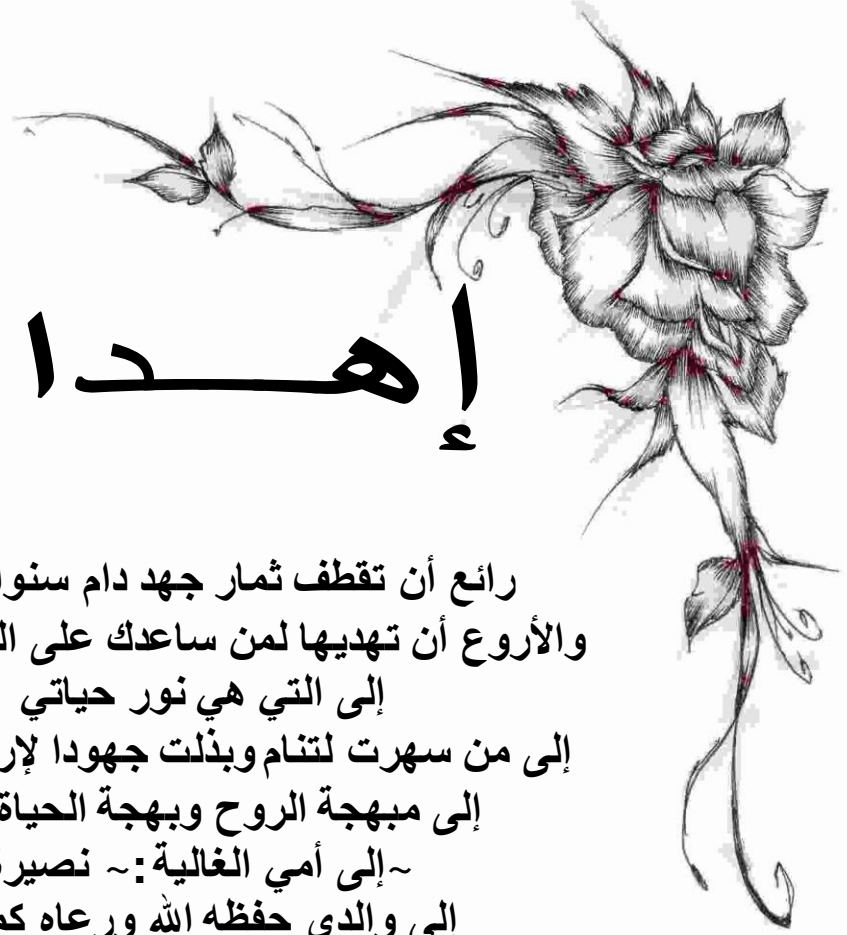 إهـــدا
رائع أن تقطف ثمار جهد دام سنوا
والأروع أن تهديها لمن ساعدك على ال
إلى التي هي نور حياتي
إلى من سهرت لتنام وبذلت جهودا لإر
إلى مبهجة الروح وبهجة الحياة
~إلى أمي الغالية :~ نصير
إلى والدي حفظه الله ورعاه كم